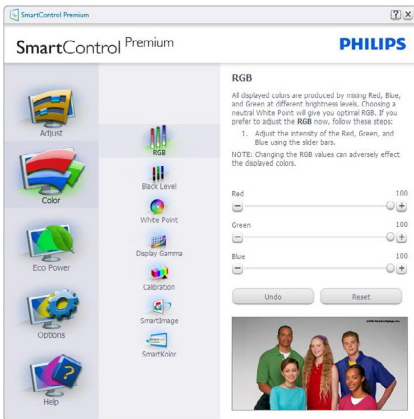 SmartControl Premium
SmartControl Premium
PHILIPS
Adjust
Color
Eco Power
Options
Help
RGB
Black Level
White Point
Display Gamma
Calibration
SmartImage
SmartKolor
RGB
All displayed colors are produced by mixing Red, Blue,
and Green at different brightness levels. Choosing a
neutral White Point will give you optimal RGB. If you
prefer to adjust the RGB now, follow these steps:
1. Adjust the intensity of the Red, Green, and
Blue using the slider bars.
NOTE: Changing the RGB values can adversely effect
the displayed colors.
Red 100
Green 100
Blue 100
Undo Reset